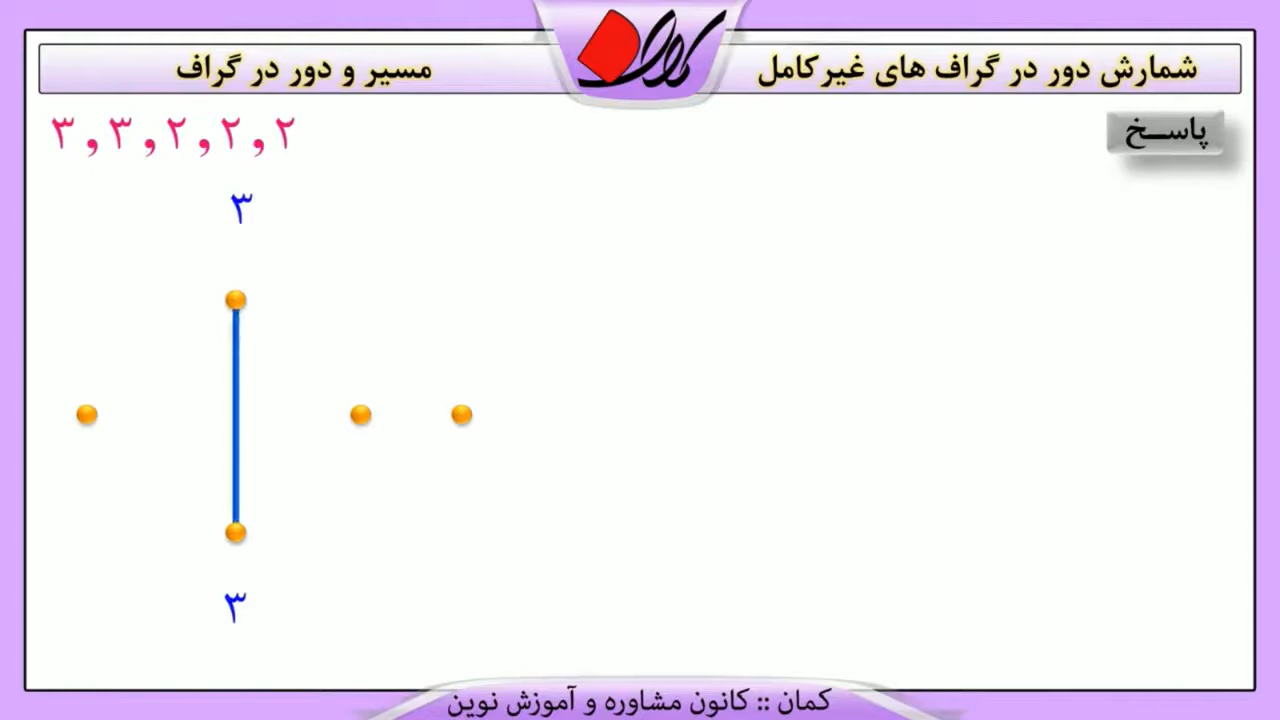 شمارش دور در گراف های غیرکامل
کمان
مسیر و دور در گراف
پاسـخ
۳ , ۳ , ۲ , ۲ , ۲
۳
۳
کمان :: کانون مشاوره و آموزش نوین